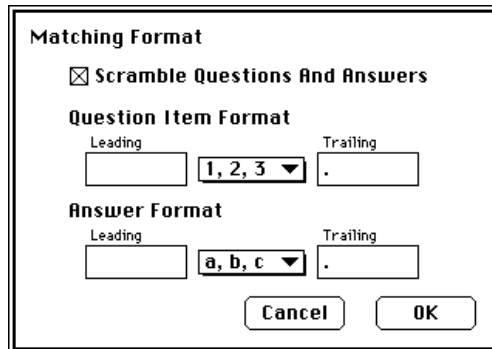 Matching Format
Scramble Questions And Answers
Question Item Format
Leading Trailing
1, 2, 3 .
Answer Format
Leading Trailing
a, b, c .
Cancel OK